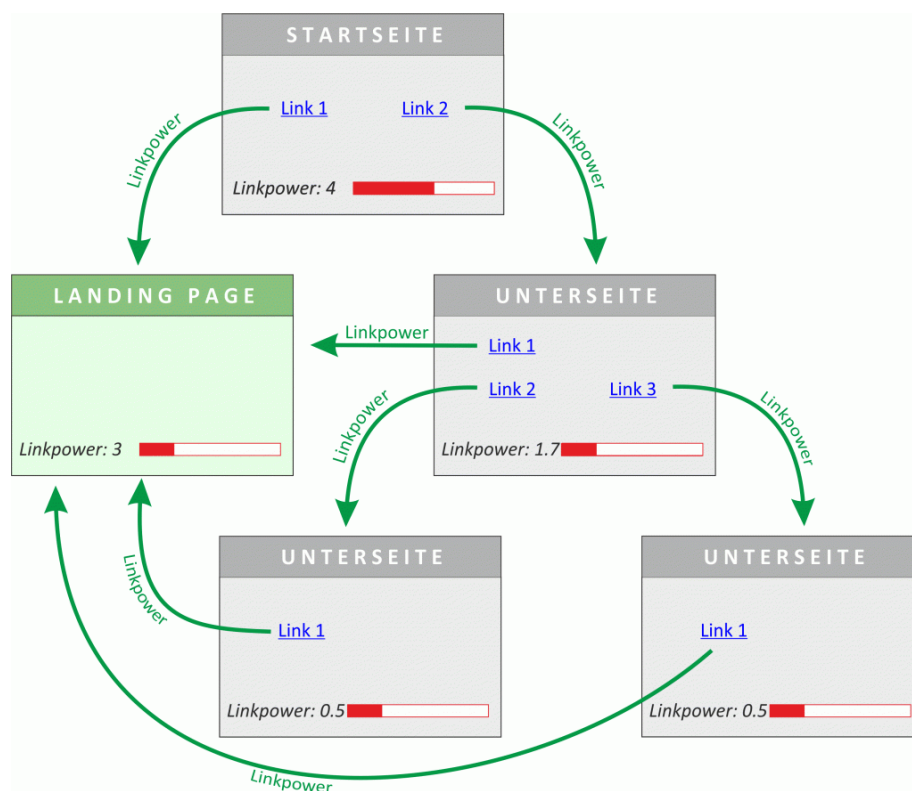 STARTSEITE
Link 1
Link 2
Linkpower
Linkpower
Linkpower: 4
LANDING PAGE
Linkpower: 3
UNTERSEITE
Linkpower
Link 1
Link 2
Link 3
Linkpower
Linkpower
Linkpower: 1.7
UNTERSEITE
Linkpower
Link 1
Linkpower: 0.5
UNTERSEITE
Link 1
Linkpower: 0.5
Linkpower